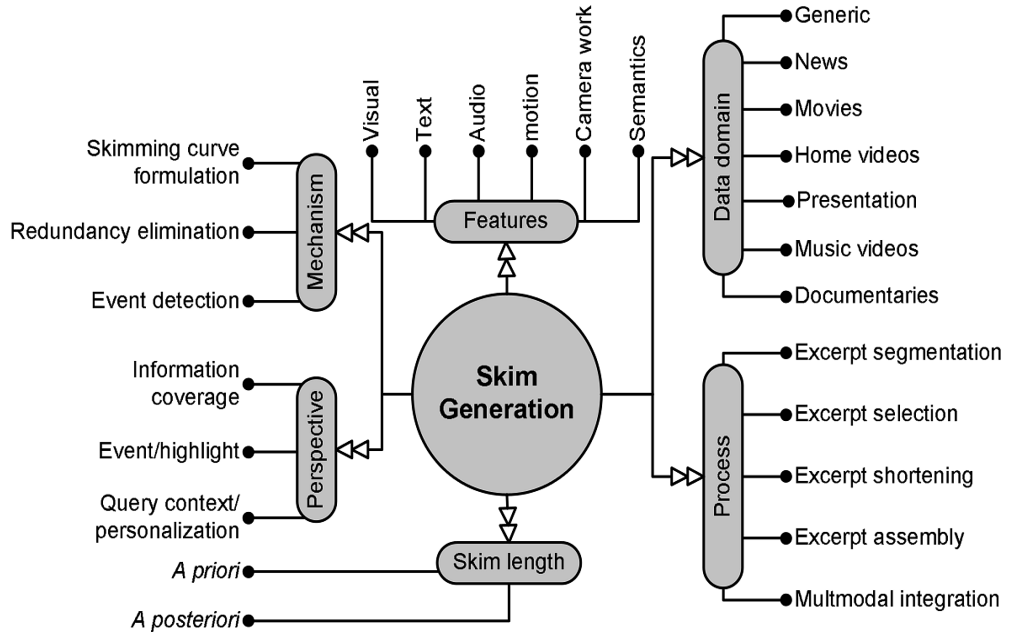 Visual
Text
Audio
motion
Camera work
Semantics
Features
Skimming curve
formulation
Redundancy elimination
Event detection
Mechanism
Information
coverage
Event/highlight
Query context/
personalization
Perspective
Skim
Generation
Skim length
A priori
A posteriori
Data domain
Generic
News
Movies
Home videos
Presentation
Music videos
Documentaries
Process
Excerpt segmentation
Excerpt selection
Excerpt shortening
Excerpt assembly
Multmodal integration